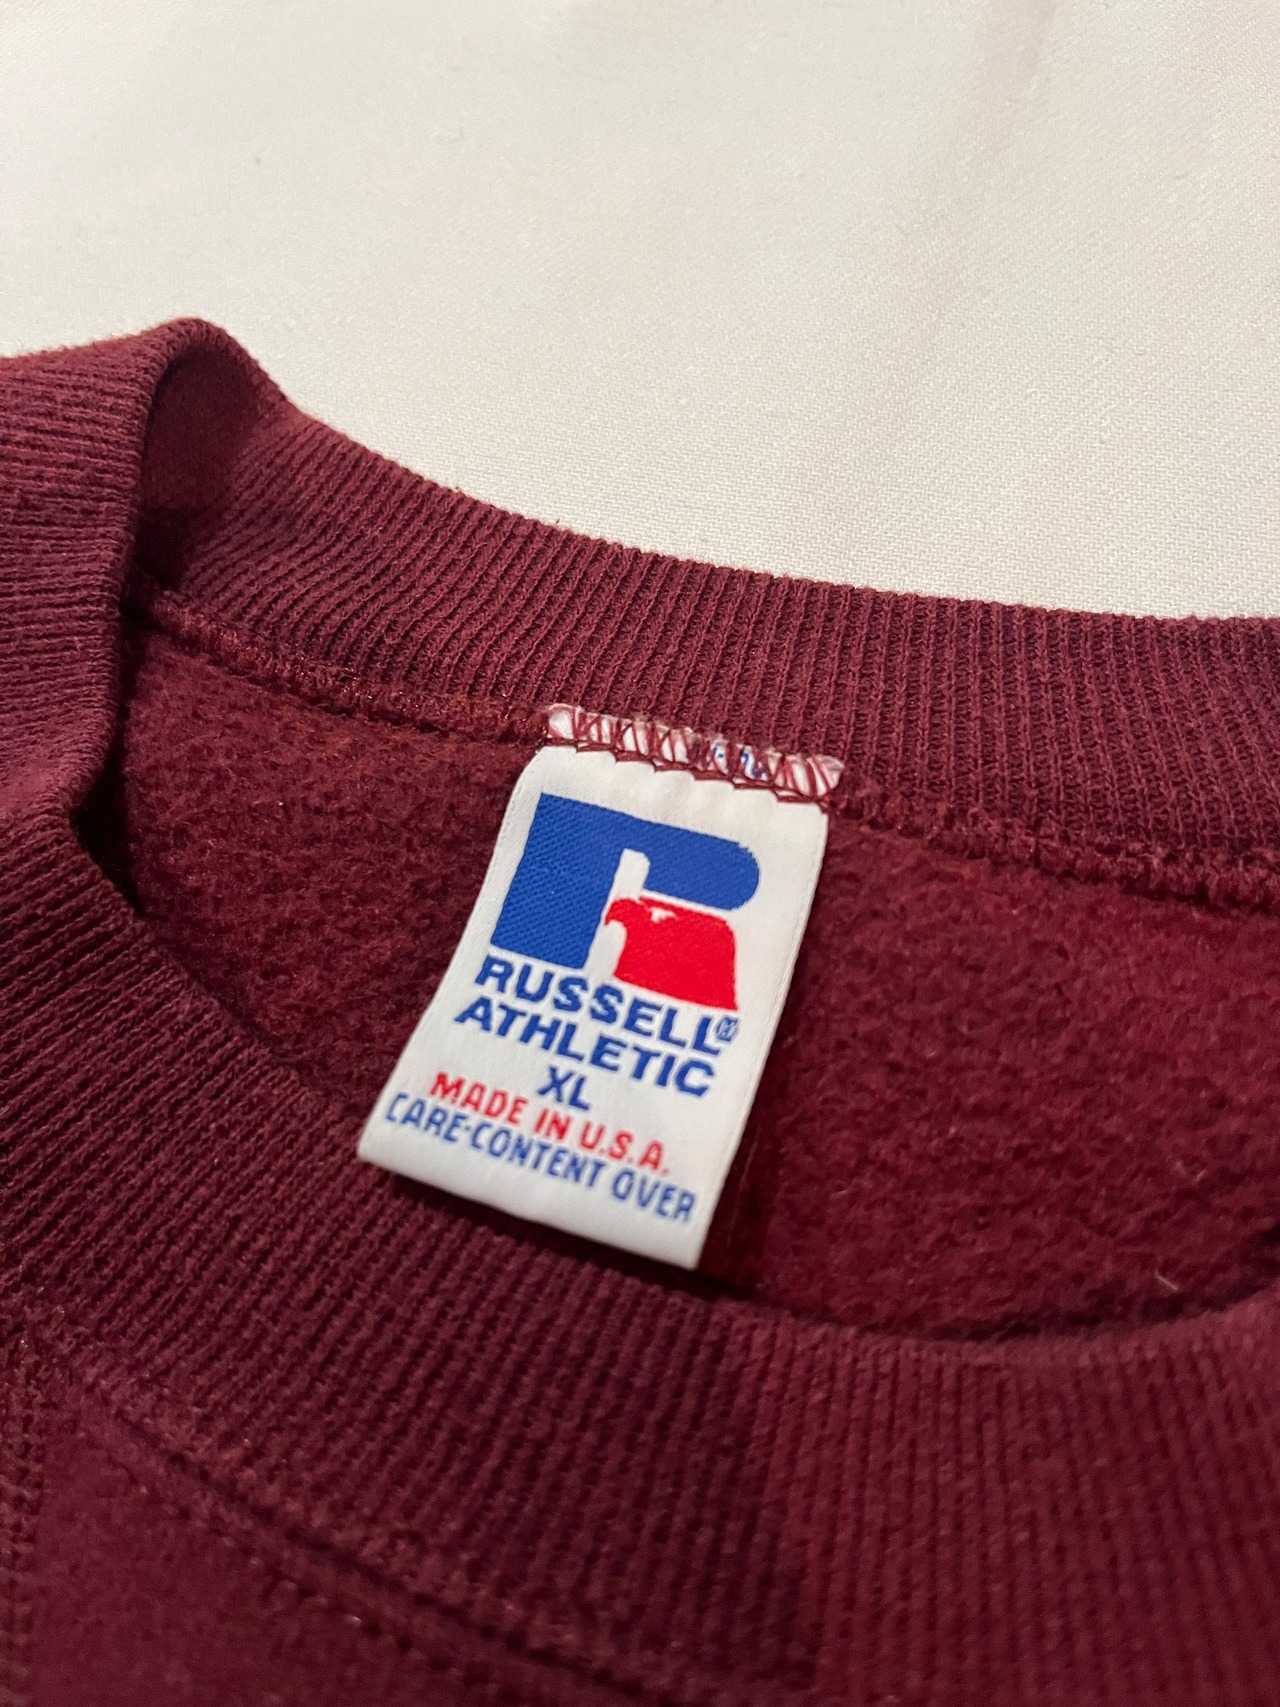 RUSSELL®
ATHLETIC
XL
MADE IN U.S.A.
CARE-CONTENT OVER